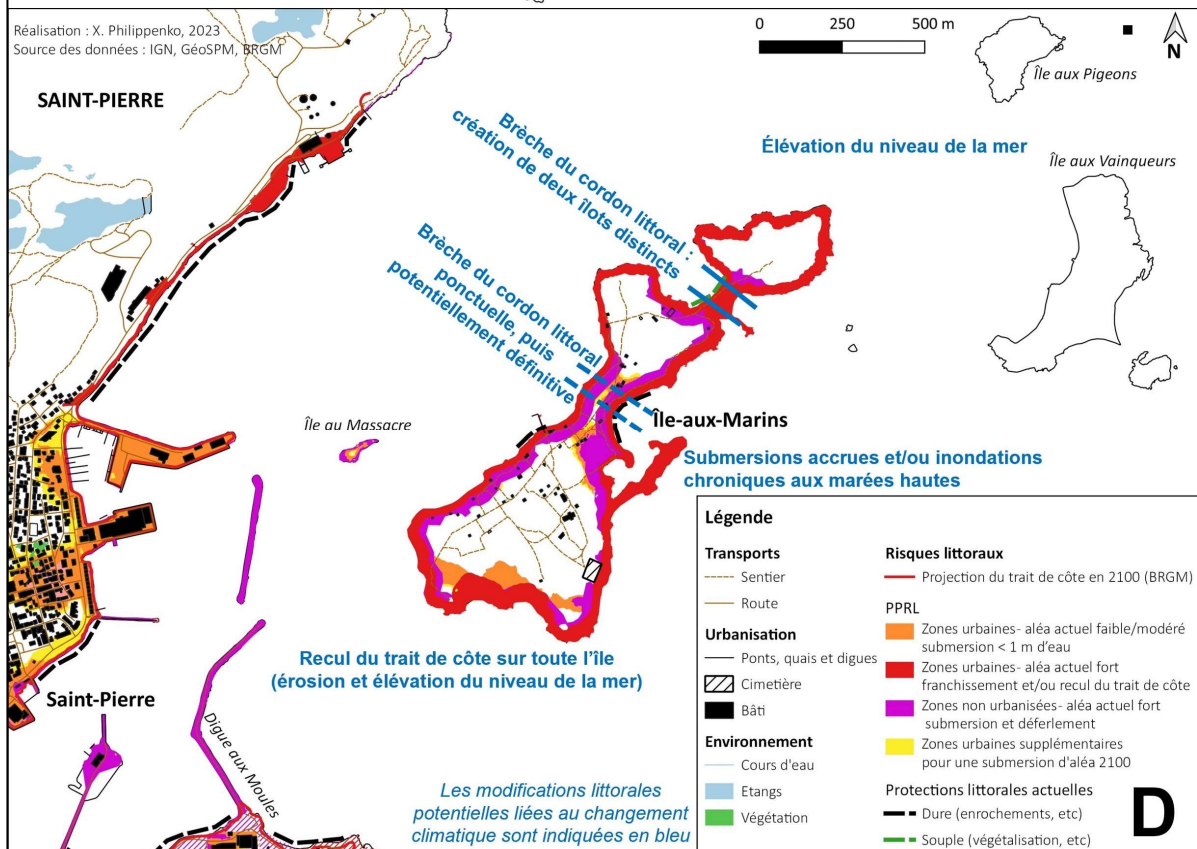 Réalisation : X. Philippenko, 2023
Source des données : IGN, GéoSPM, BRGM
0 250 500 m
N
SAINT-PIERRE
Île aux Pigeons
Élévation du niveau de la mer
Île aux Vainqueurs
Brèche du cordon littoral :
création de deux îlots distincts
Brèche du cordon littoral
ponctuelle, puis
potentiellement définitive
Île au Massacre
Île-aux-Marins
Submersions accrues et/ou inondations
chroniques aux marées hautes
Recul du trait de côte sur toute l'île
(érosion et élévation du niveau de la mer)
Saint-Pierre
Digue aux Moules
Les modifications littorales
potentielles liées au changement
climatique sont indiquées en bleu
Légende
Transports
Sentier
Route
Urbanisation
Ponts, quais et digues
Cimetière
Bâti
Environnement
Cours d'eau
Etangs
Végétation
Risques littoraux
Projection du trait de côte en 2100 (BRGM)
PPRL
Zones urbaines- aléa actuel faible/modéré
submersion < 1 m d'eau
Zones urbaines- aléa actuel fort
franchissement et/ou recul du trait de côte
Zones non urbanisées- aléa actuel fort
submersion et déferlement
Zones urbaines supplémentaires
pour une submersion d'aléa 2100
Protections littorales actuelles
Dure (enrochements, etc)
Souple (végétalisation, etc)
D